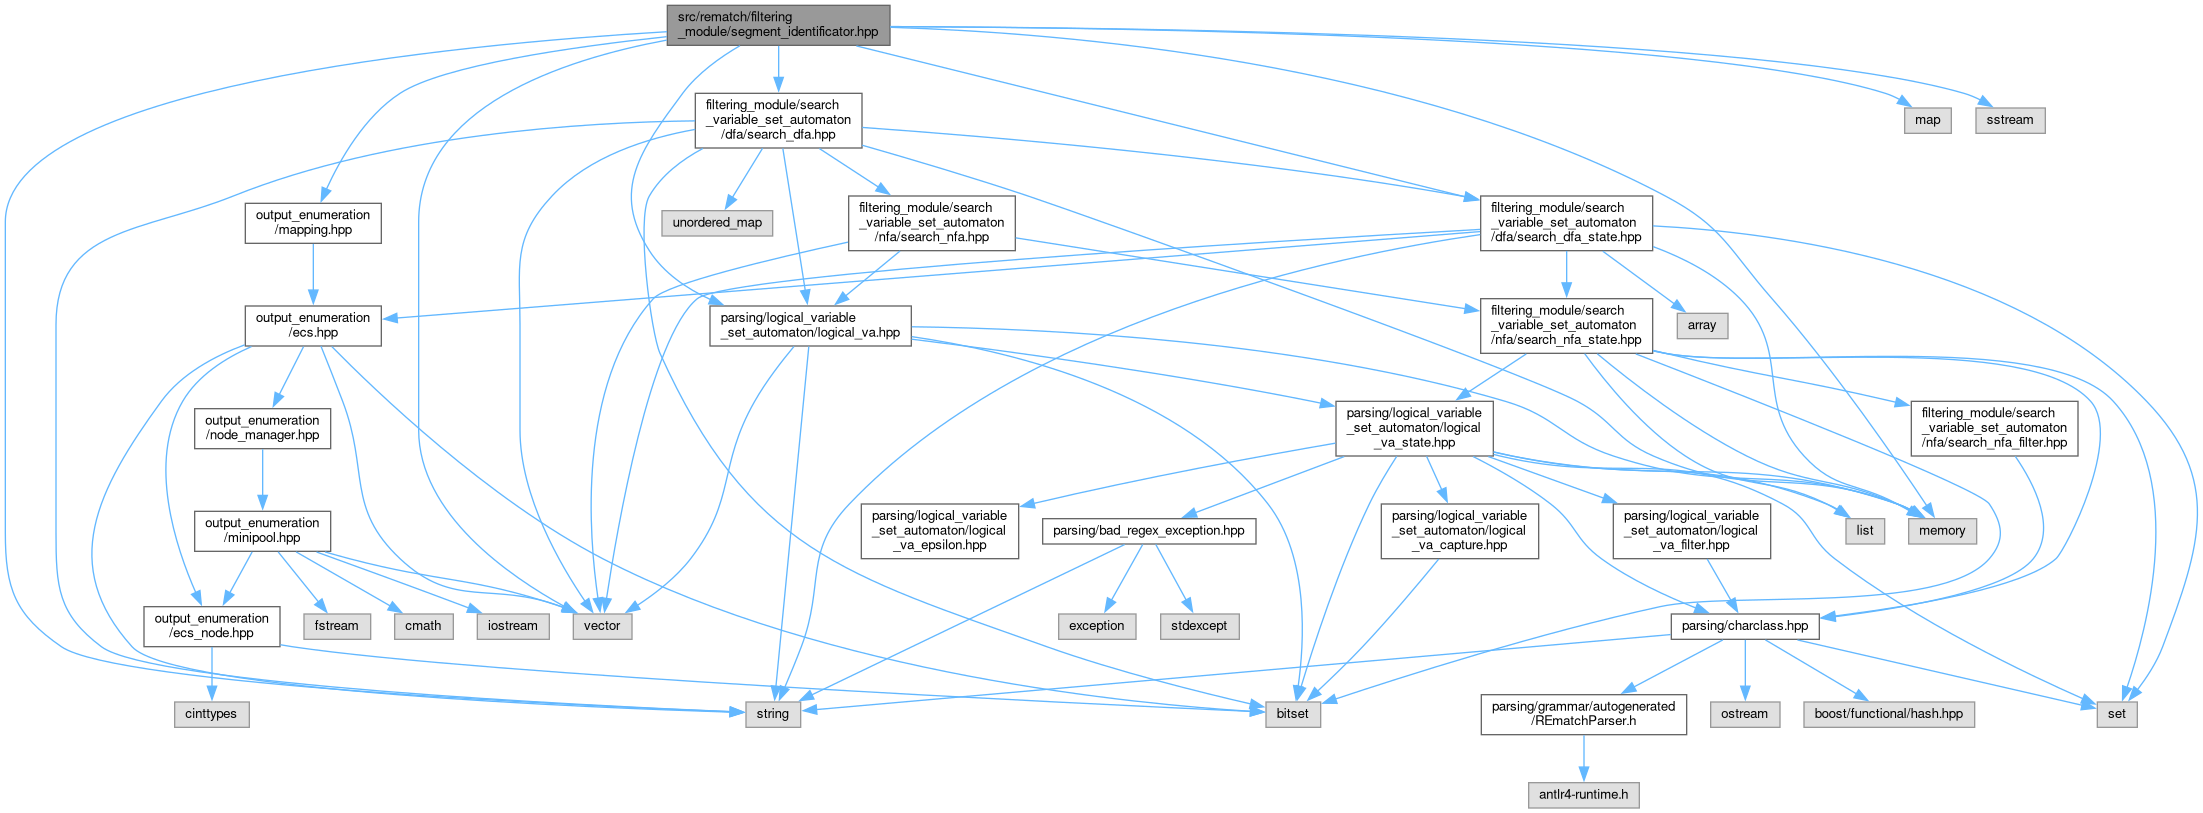 src/rematch/filtering
_module/segment_identificator.hpp
filtering_module/search
_variable_set_automaton
/dfa/search_dfa.hpp
map
sstream
output_enumeration
/mapping.hpp
unordered_map
filtering_module/search
_variable_set_automaton
/nfa/search_nfa.hpp
filtering_module/search
_variable_set_automaton
/dfa/search_dfa_state.hpp
output_enumeration
/ecs.hpp
parsing/logical_variable
_set_automaton/logical_va.hpp
filtering_module/search
_variable_set_automaton
/nfa/search_nfa_state.hpp
array
output_enumeration
/node_manager.hpp
parsing/logical_variable
_set_automaton/logical
_va_state.hpp
filtering_module/search
_variable_set_automaton
/nfa/search_nfa_filter.hpp
output_enumeration
/minipool.hpp
parsing/logical_variable
_set_automaton/logical
_va_epsilon.hpp
parsing/bad_regex_exception.hpp
parsing/logical_variable
_set_automaton/logical
_va_capture.hpp
parsing/logical_variable
_set_automaton/logical
_va_filter.hpp
list
memory
output_enumeration
/ecs_node.hpp
fstream
cmath
iostream
vector
exception
stdexcept
parsing/charclass.hpp
cinttypes
string
bitset
parsing/grammar/autogenerated
/REmatchParser.h
ostream
boost/functional/hash.hpp
set
antlr4-runtime.h